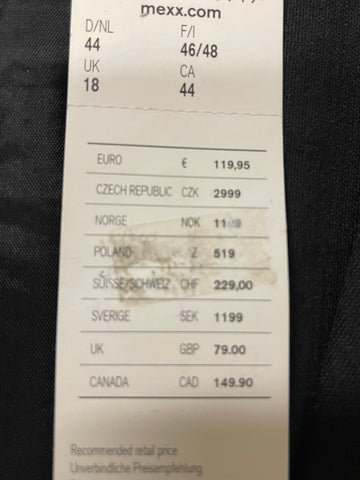 mexx.com
D/NL F/I
44 46/48
UK CA
18 44
EURO € 119,95
CZECH REPUBLIC CZK 2999
NORGE NOK
POLAND 519
SUISSE/SCHWEIZ CHF 229,00
SVERIGE SEK 1199
UK GBP 79.00
CANADA CAD 149.90
Recommended retail price
Unverbindliche Preisempfehlung